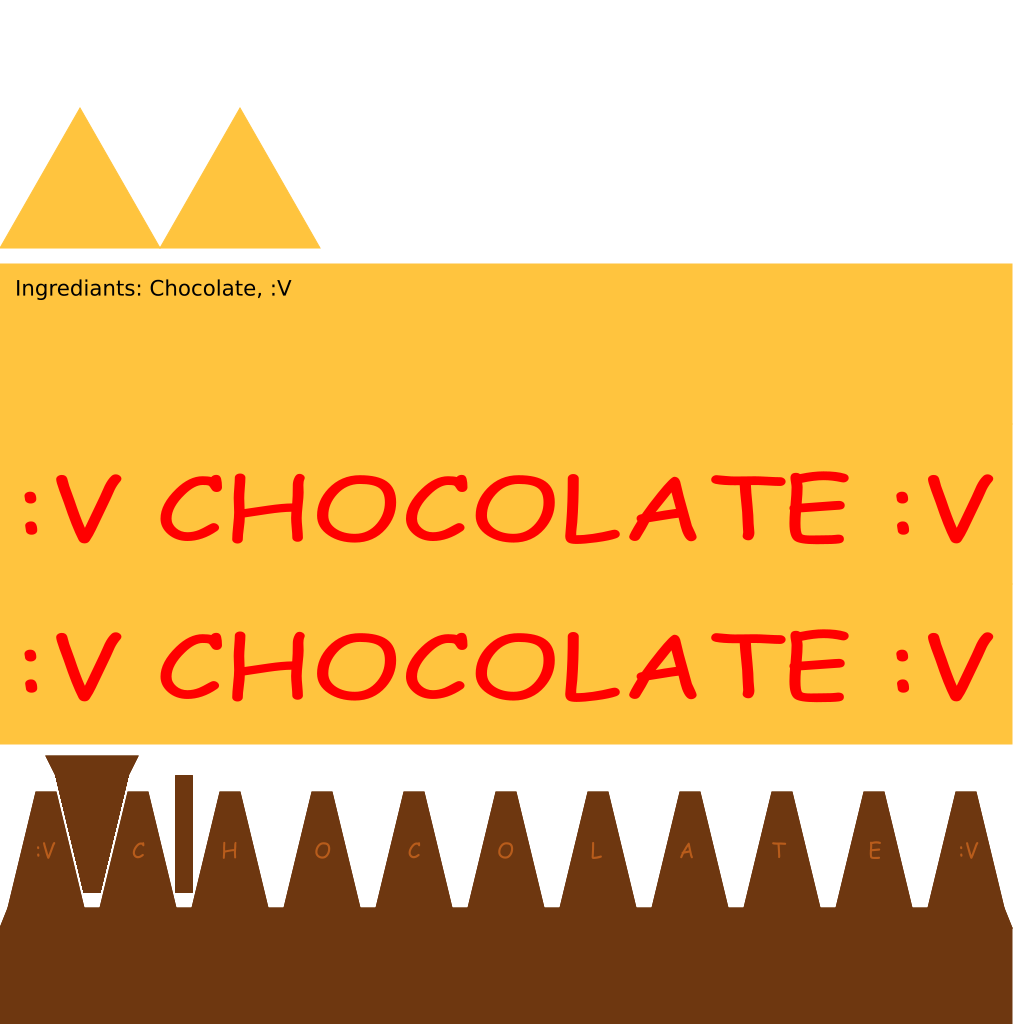 Ingrediants: Chocolate, :V
:V CHOCOLATE :V
:V CHOCOLATE :V
:V C H O C O L A T E :V